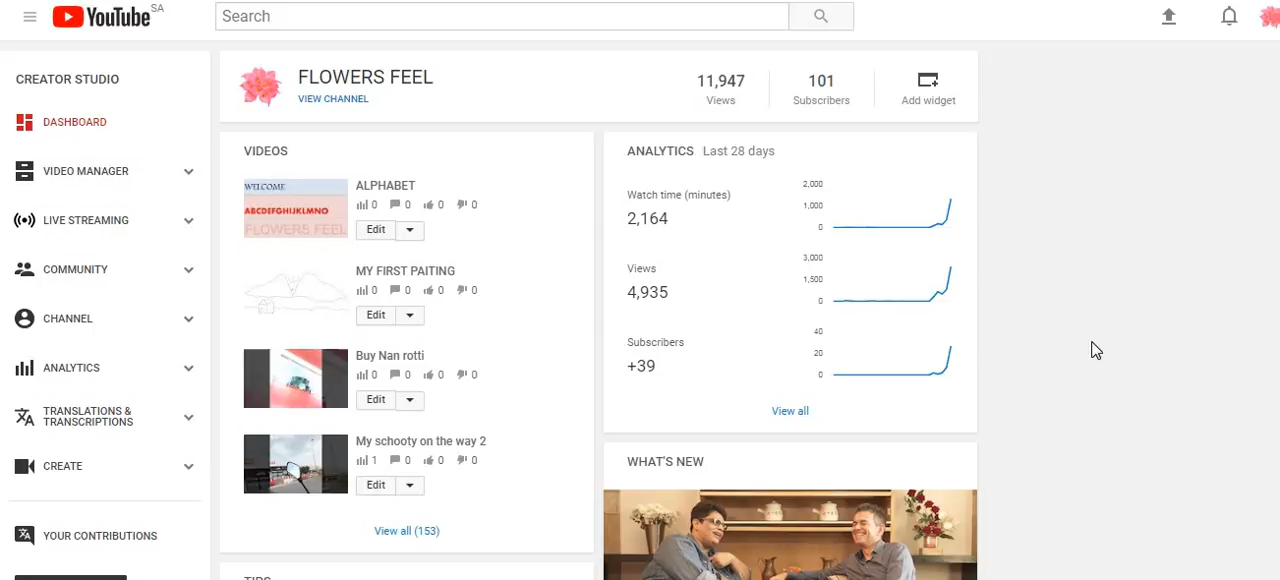 YouTube SA
Search
CREATOR STUDIO
DASHBOARD
VIDEO MANAGER
LIVE STREAMING
COMMUNITY
CHANNEL
ANALYTICS
TRANSLATIONS &
TRANSCRIPTIONS
CREATE
YOUR CONTRIBUTIONS
FLOWERS FEEL
VIEW CHANNEL
11,947
Views
101
Subscribers
Add widget
VIDEOS
WELCOME
ABCDEFGHIJKLMNO
FLOWERS FEEL
ALPHABET
0 0 0 0
Edit
MY FIRST PAITING
0 0 0 0
Edit
Buy Nan rotti
0 0 0 0
Edit
My schooty on the way 2
1 0 0 0
Edit
View all (153)
TIPS
ANALYTICS Last 28 days
Watch time (minutes)
2,164
2,000
1,000
0
Views
4,935
3,000
1,500
0
Subscribers
+39
40
20
0
View all
WHAT'S NEW